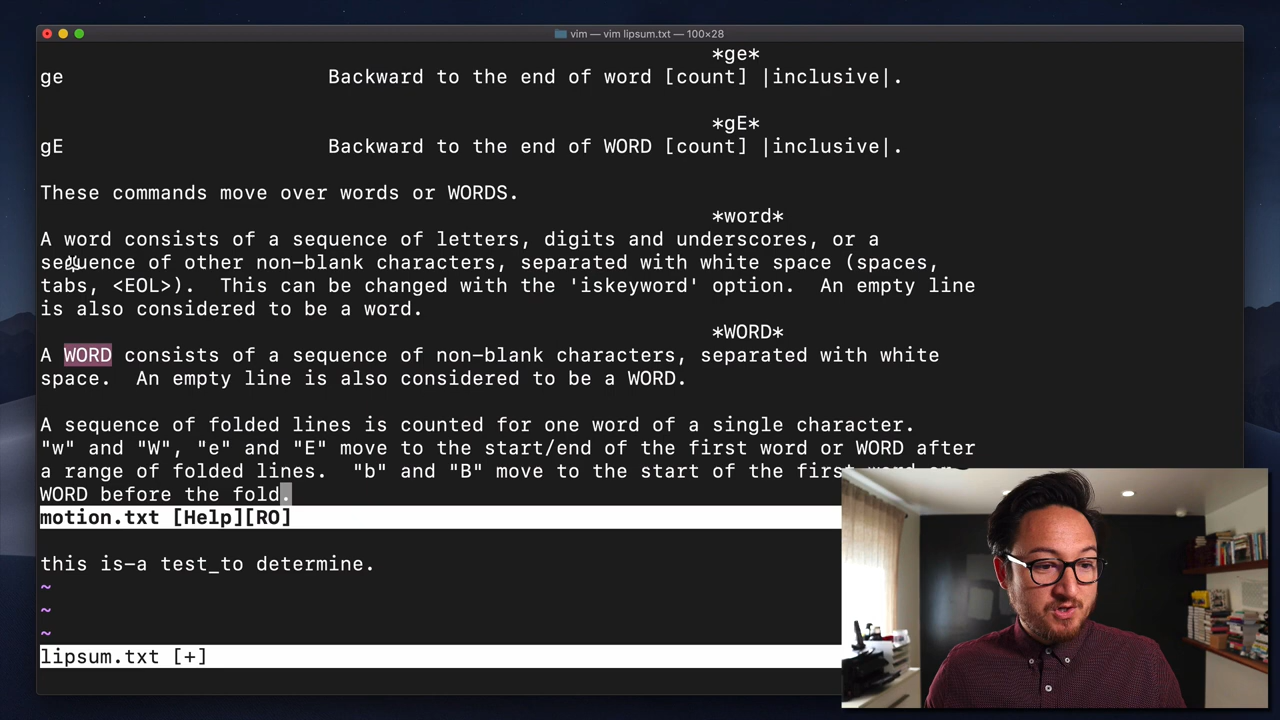 vim — vim lipsum.txt — 100×28
*ge*
ge Backward to the end of word [count] |inclusive|.
*gE*
gE Backward to the end of WORD [count] |inclusive|.
These commands move over words or WORDS.
*word*
A word consists of a sequence of letters, digits and underscores, or a
sequence of other non-blank characters, separated with white space (spaces,
tabs, <EOL>). This can be changed with the 'iskeyword' option. An empty line
is also considered to be a word.
*WORD*
A WORD consists of a sequence of non-blank characters, separated with white
space. An empty line is also considered to be a WORD.
A sequence of folded lines is counted for one word of a single character.
"w" and "W", "e" and "E" move to the start/end of the first word or WORD after
a range of folded lines. "b" and "B" move to the start of the first word or
WORD before the fold.
motion.txt [Help][RO]
this is-a test_to determine.
~
~
~
lipsum.txt [+]